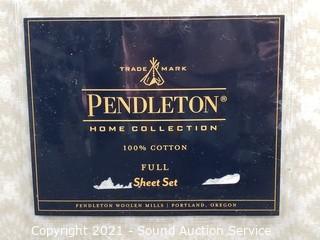 TRADE MARK
PENDLETON®
HOME COLLECTION
100% COTTON
FULL
Sheet Set
PENDLETON WOOLEN MILLS | PORTLAND, OREGON
Copyright 2021 - Sound Auction Service